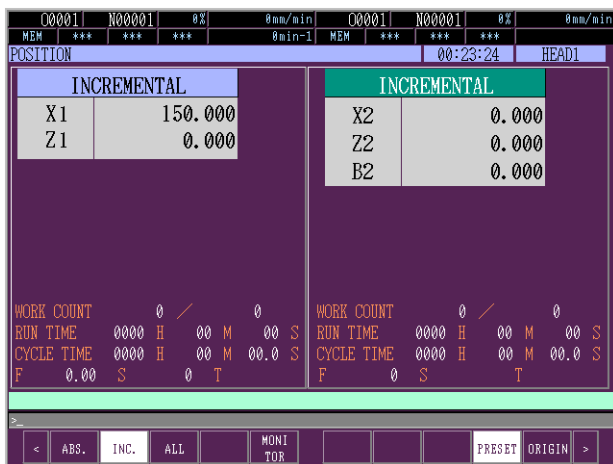 O0001 N00001 0% 0mm/min O0001 N00001 0% 0mm/min
MEM *** *** 0min-1 MEM *** *** ***
POSITION 00:23:24 HEAD1
INCREMENTAL INCREMENTAL
X1 150.000 X2 0.000
Z1 0.000 Z2 0.000
B2 0.000
WORK COUNT 0 / 0 WORK COUNT 0 / 0
RUN TIME 0000 H 00 M 00 S RUN TIME 0000 H 00 M 00 S
CYCLE TIME 0000 H 00 M 00.0 S CYCLE TIME 0000 H 00 M 00.0 S
F 0.00 S 0 T F 0 S T
>_
< ABS. INC. ALL MONI PRESET ORIGIN >
TOR